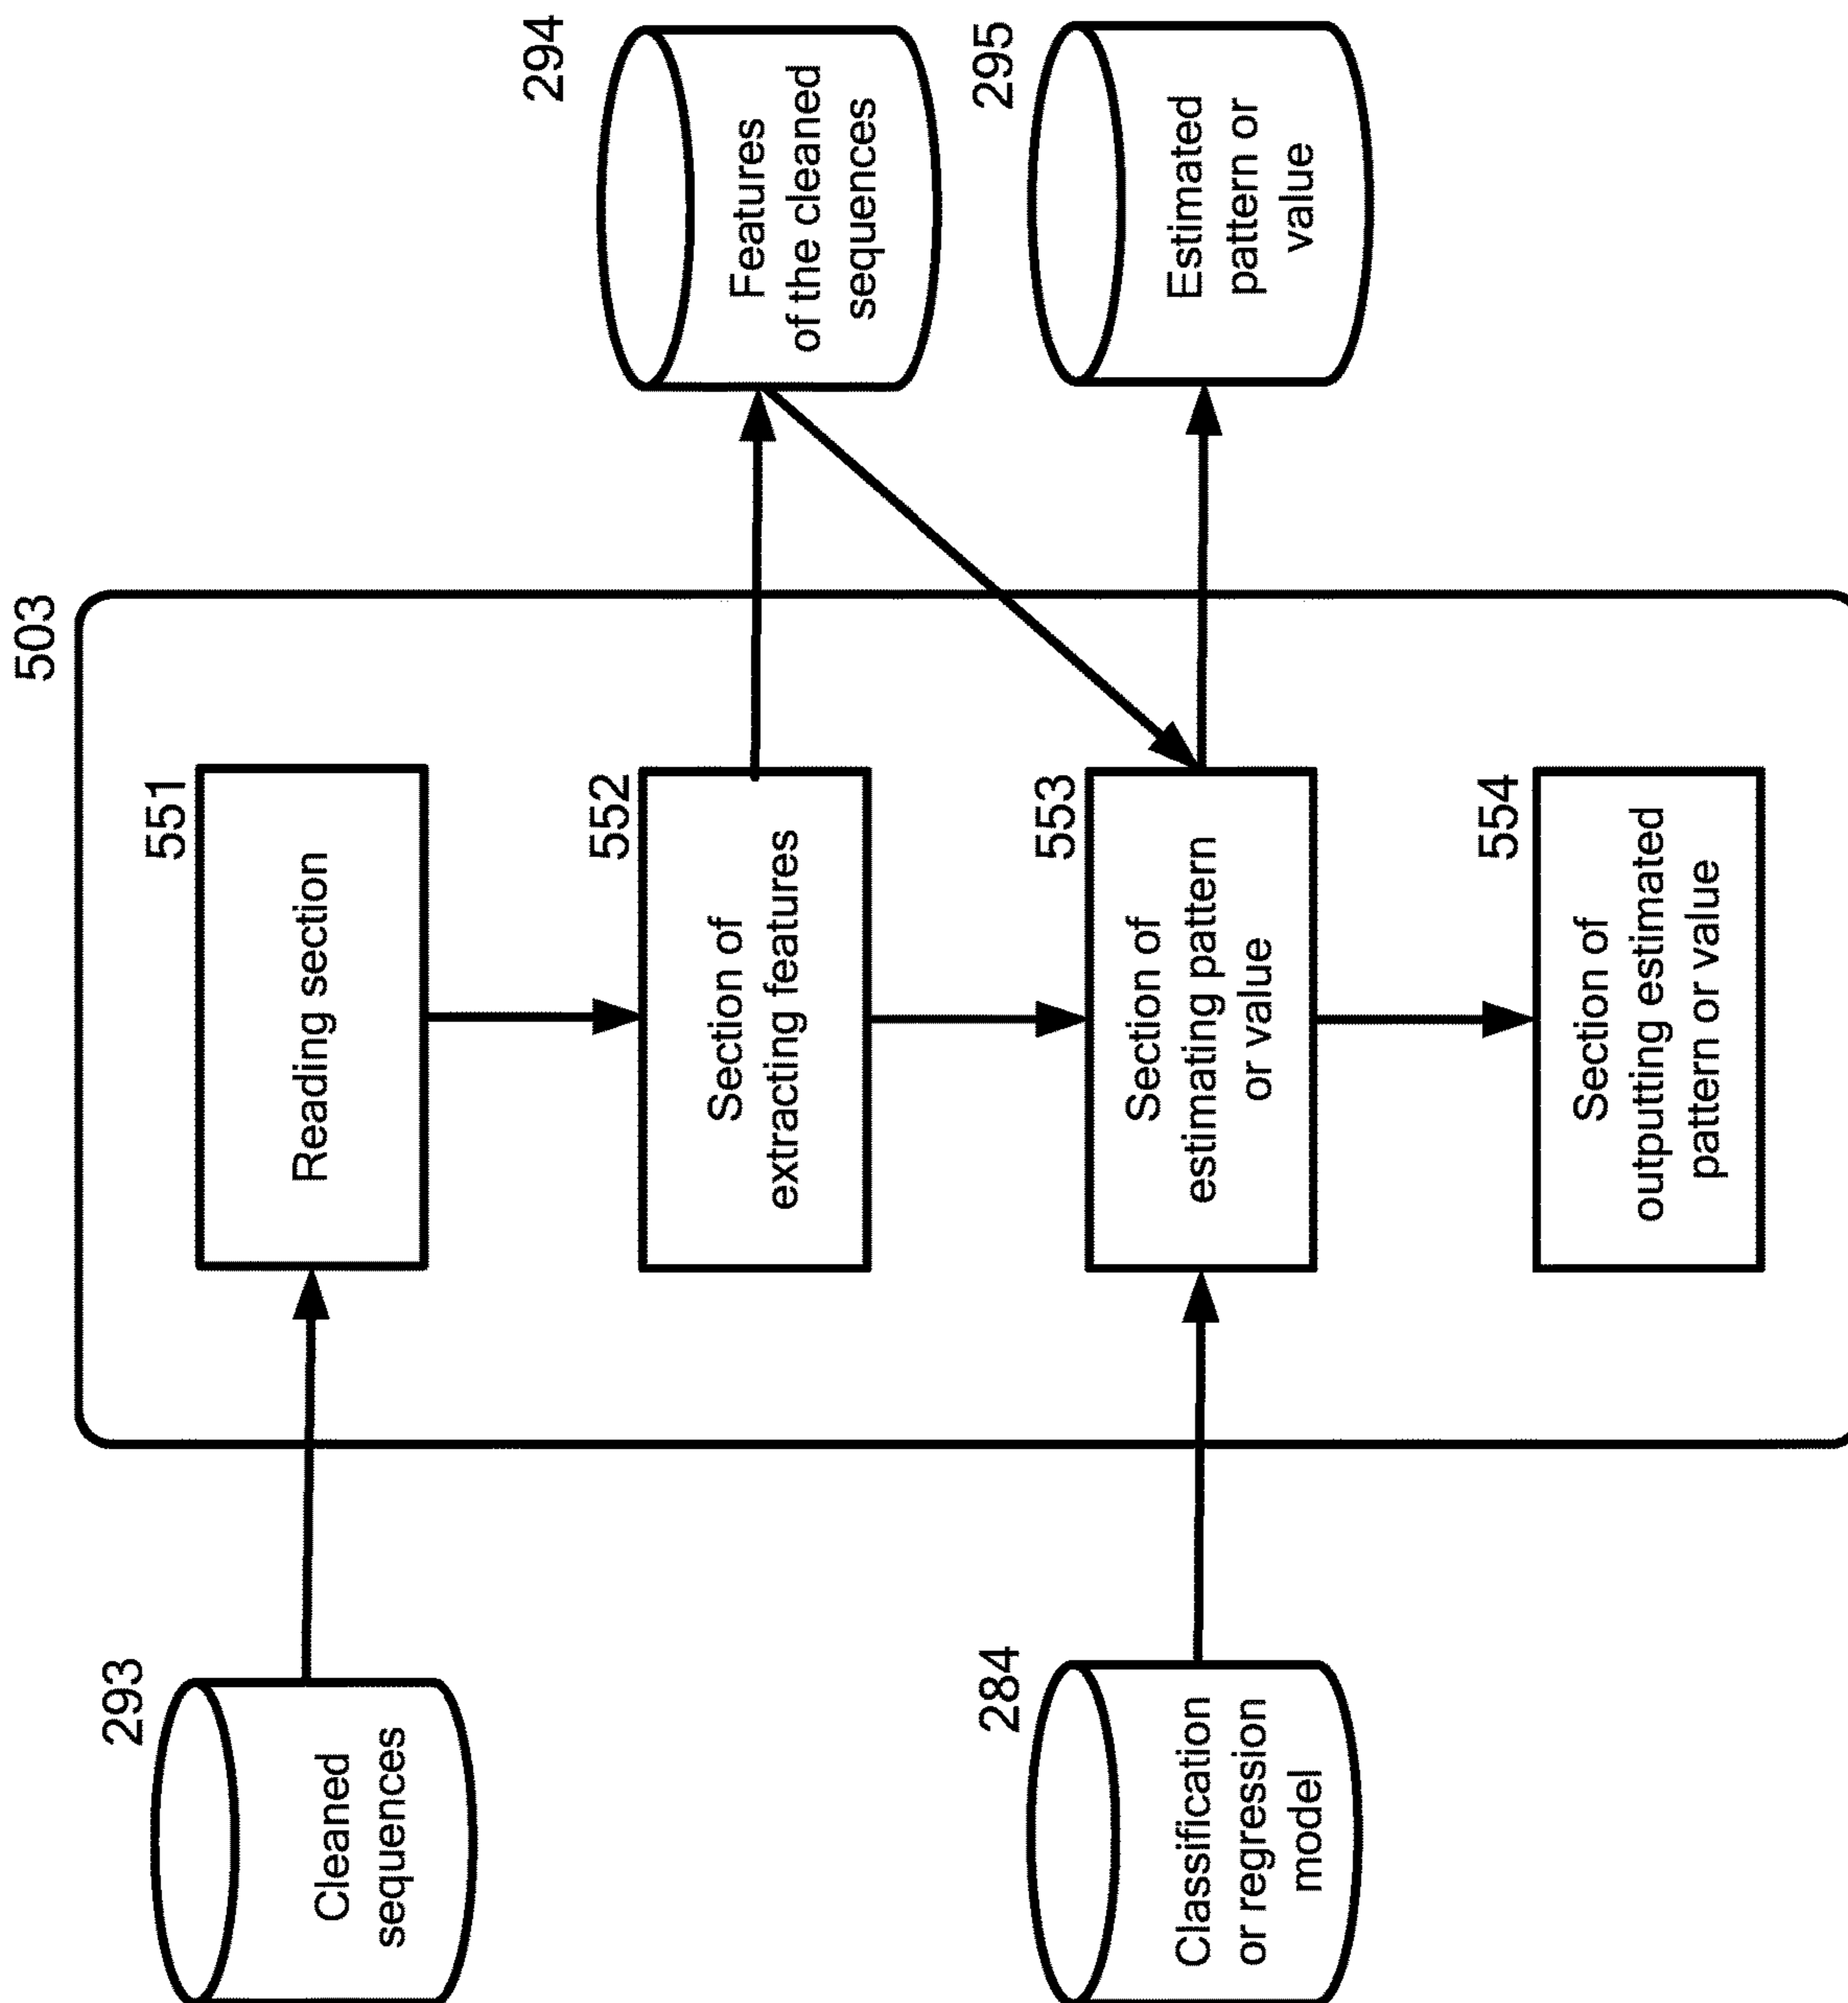 503
293
Cleaned
sequences
551
Reading section
552
Section of
extracting features
294
Features
of the cleaned
sequences
284
Classification
or regression
model
553
Section of
estimating pattern
or value
295
Estimated
pattern or
value
554
Section of
outputting estimated
pattern or value